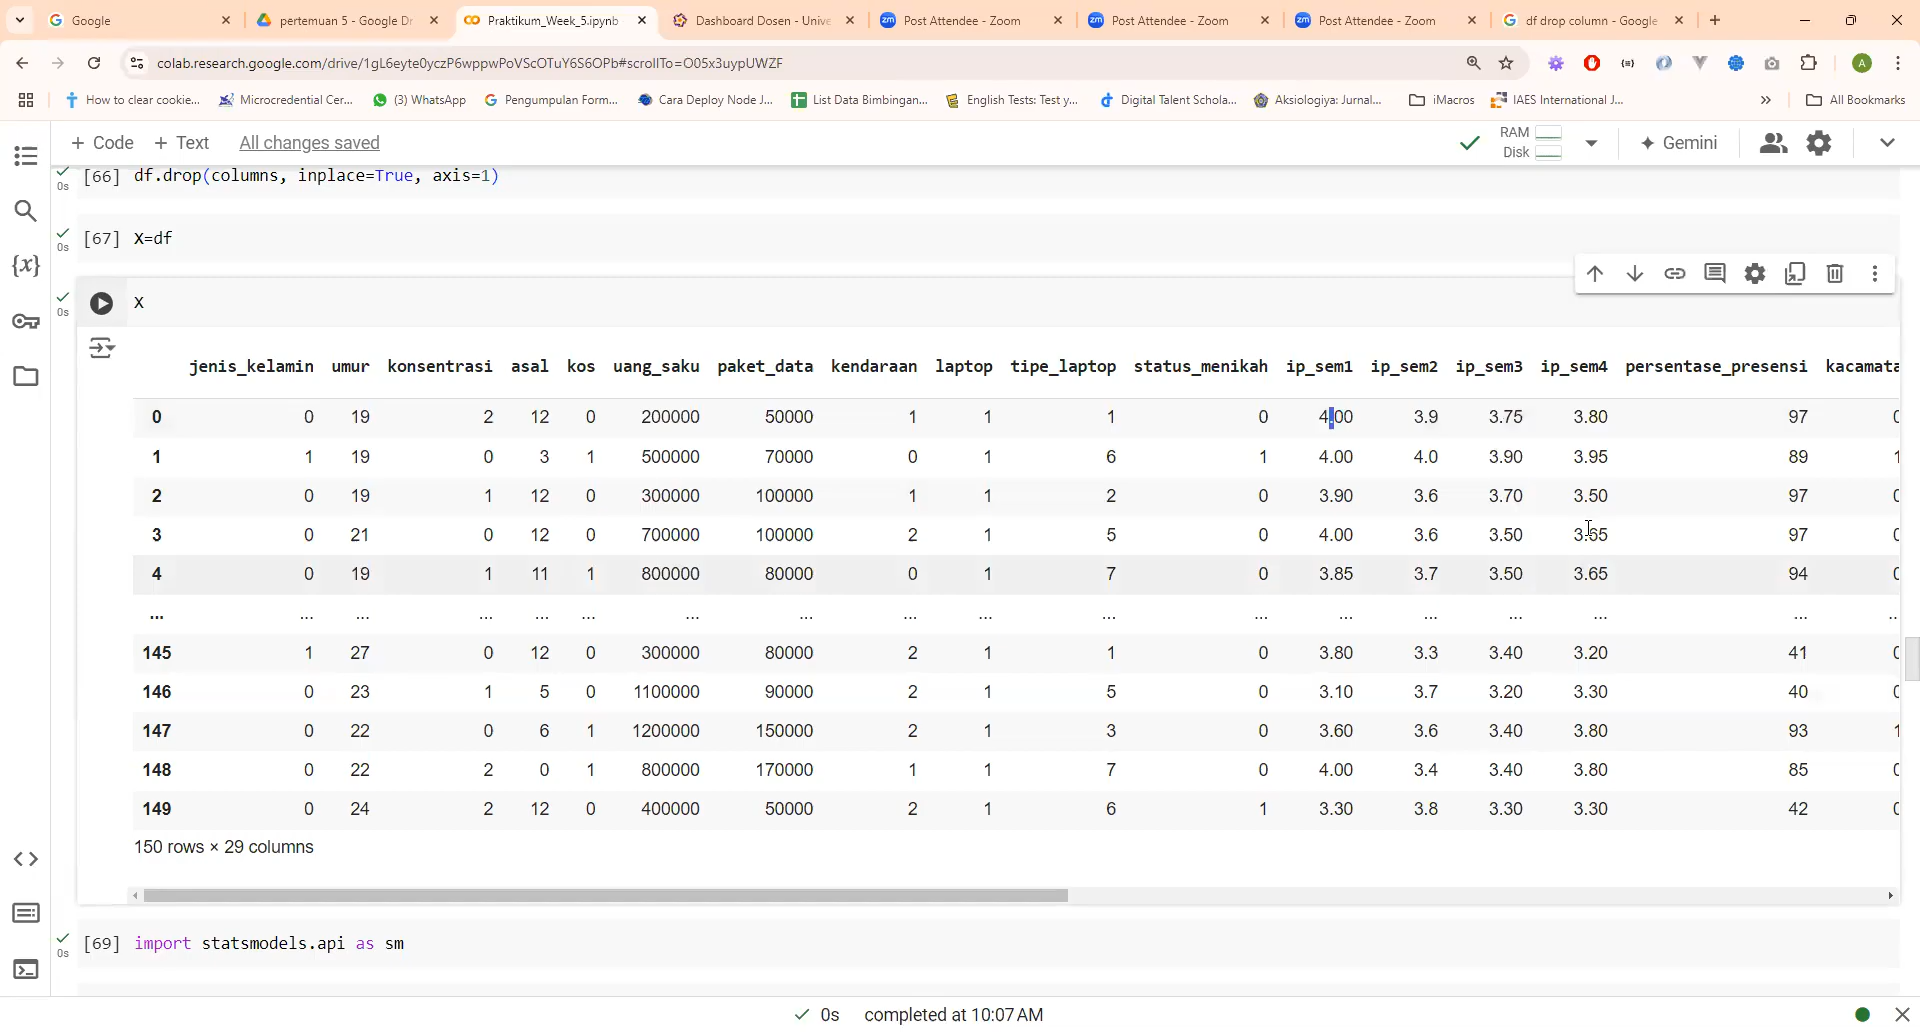 Google
pertemuan 5 - Google Dr
Praktikum_Week_5.ipynb
Dashboard Dosen - Unive
Post Attendee - Zoom
Post Attendee - Zoom
Post Attendee - Zoom
df drop column - Google
colab.research.google.com/drive/1gL6eyte0yczP6wppwPoVScOTuY6S6OPb#scrollTo=O05x3uypUWZF
A
How to clear cookie...
Microcredential Cer...
(3) WhatsApp
Pengumpulan Form...
Cara Deploy Node J...
List Data Bimbingan...
English Tests: Test y...
Digital Talent Schola...
Aksiologiya: Jurnal...
iMacros
IAES International J...
All Bookmarks
+ Code + Text All changes saved
RAM
Disk
Gemini
0s [66] df.drop(columns, inplace=True, axis=1)
0s [67] X=df
0s X
jenis_kelamin umur konsentrasi asal kos uang_saku paket_data kendaraan laptop tipe_laptop status_menikah ip_sem1 ip_sem2 ip_sem3 ip_sem4 persentase_presensi kacamata
0 0 19 2 12 0 200000 50000 1 1 1 0 4.00 3.9 3.75 3.80 97 0
1 1 19 0 3 1 500000 70000 0 1 6 1 4.00 4.0 3.90 3.95 89 1
2 0 19 1 12 0 300000 100000 1 1 2 0 3.90 3.6 3.70 3.50 97 0
3 0 21 0 12 0 700000 100000 2 1 5 0 4.00 3.6 3.50 3.65 97 0
4 0 19 1 11 1 800000 80000 0 1 7 0 3.85 3.7 3.50 3.65 94 0
... ... ... ... ... ... ... ... ... ... ... ... ... ... ... ... ... ..
145 1 27 0 12 0 300000 80000 2 1 1 0 3.80 3.3 3.40 3.20 41 0
146 0 23 1 5 0 1100000 90000 2 1 5 0 3.10 3.7 3.20 3.30 40 0
147 0 22 0 6 1 1200000 150000 2 1 3 0 3.60 3.6 3.40 3.80 93 1
148 0 22 2 0 1 800000 170000 1 1 7 0 4.00 3.4 3.40 3.80 85 0
149 0 24 2 12 0 400000 50000 2 1 6 1 3.30 3.8 3.30 3.30 42 0
150 rows × 29 columns
0s [69] import statsmodels.api as sm
0s completed at 10:07 AM